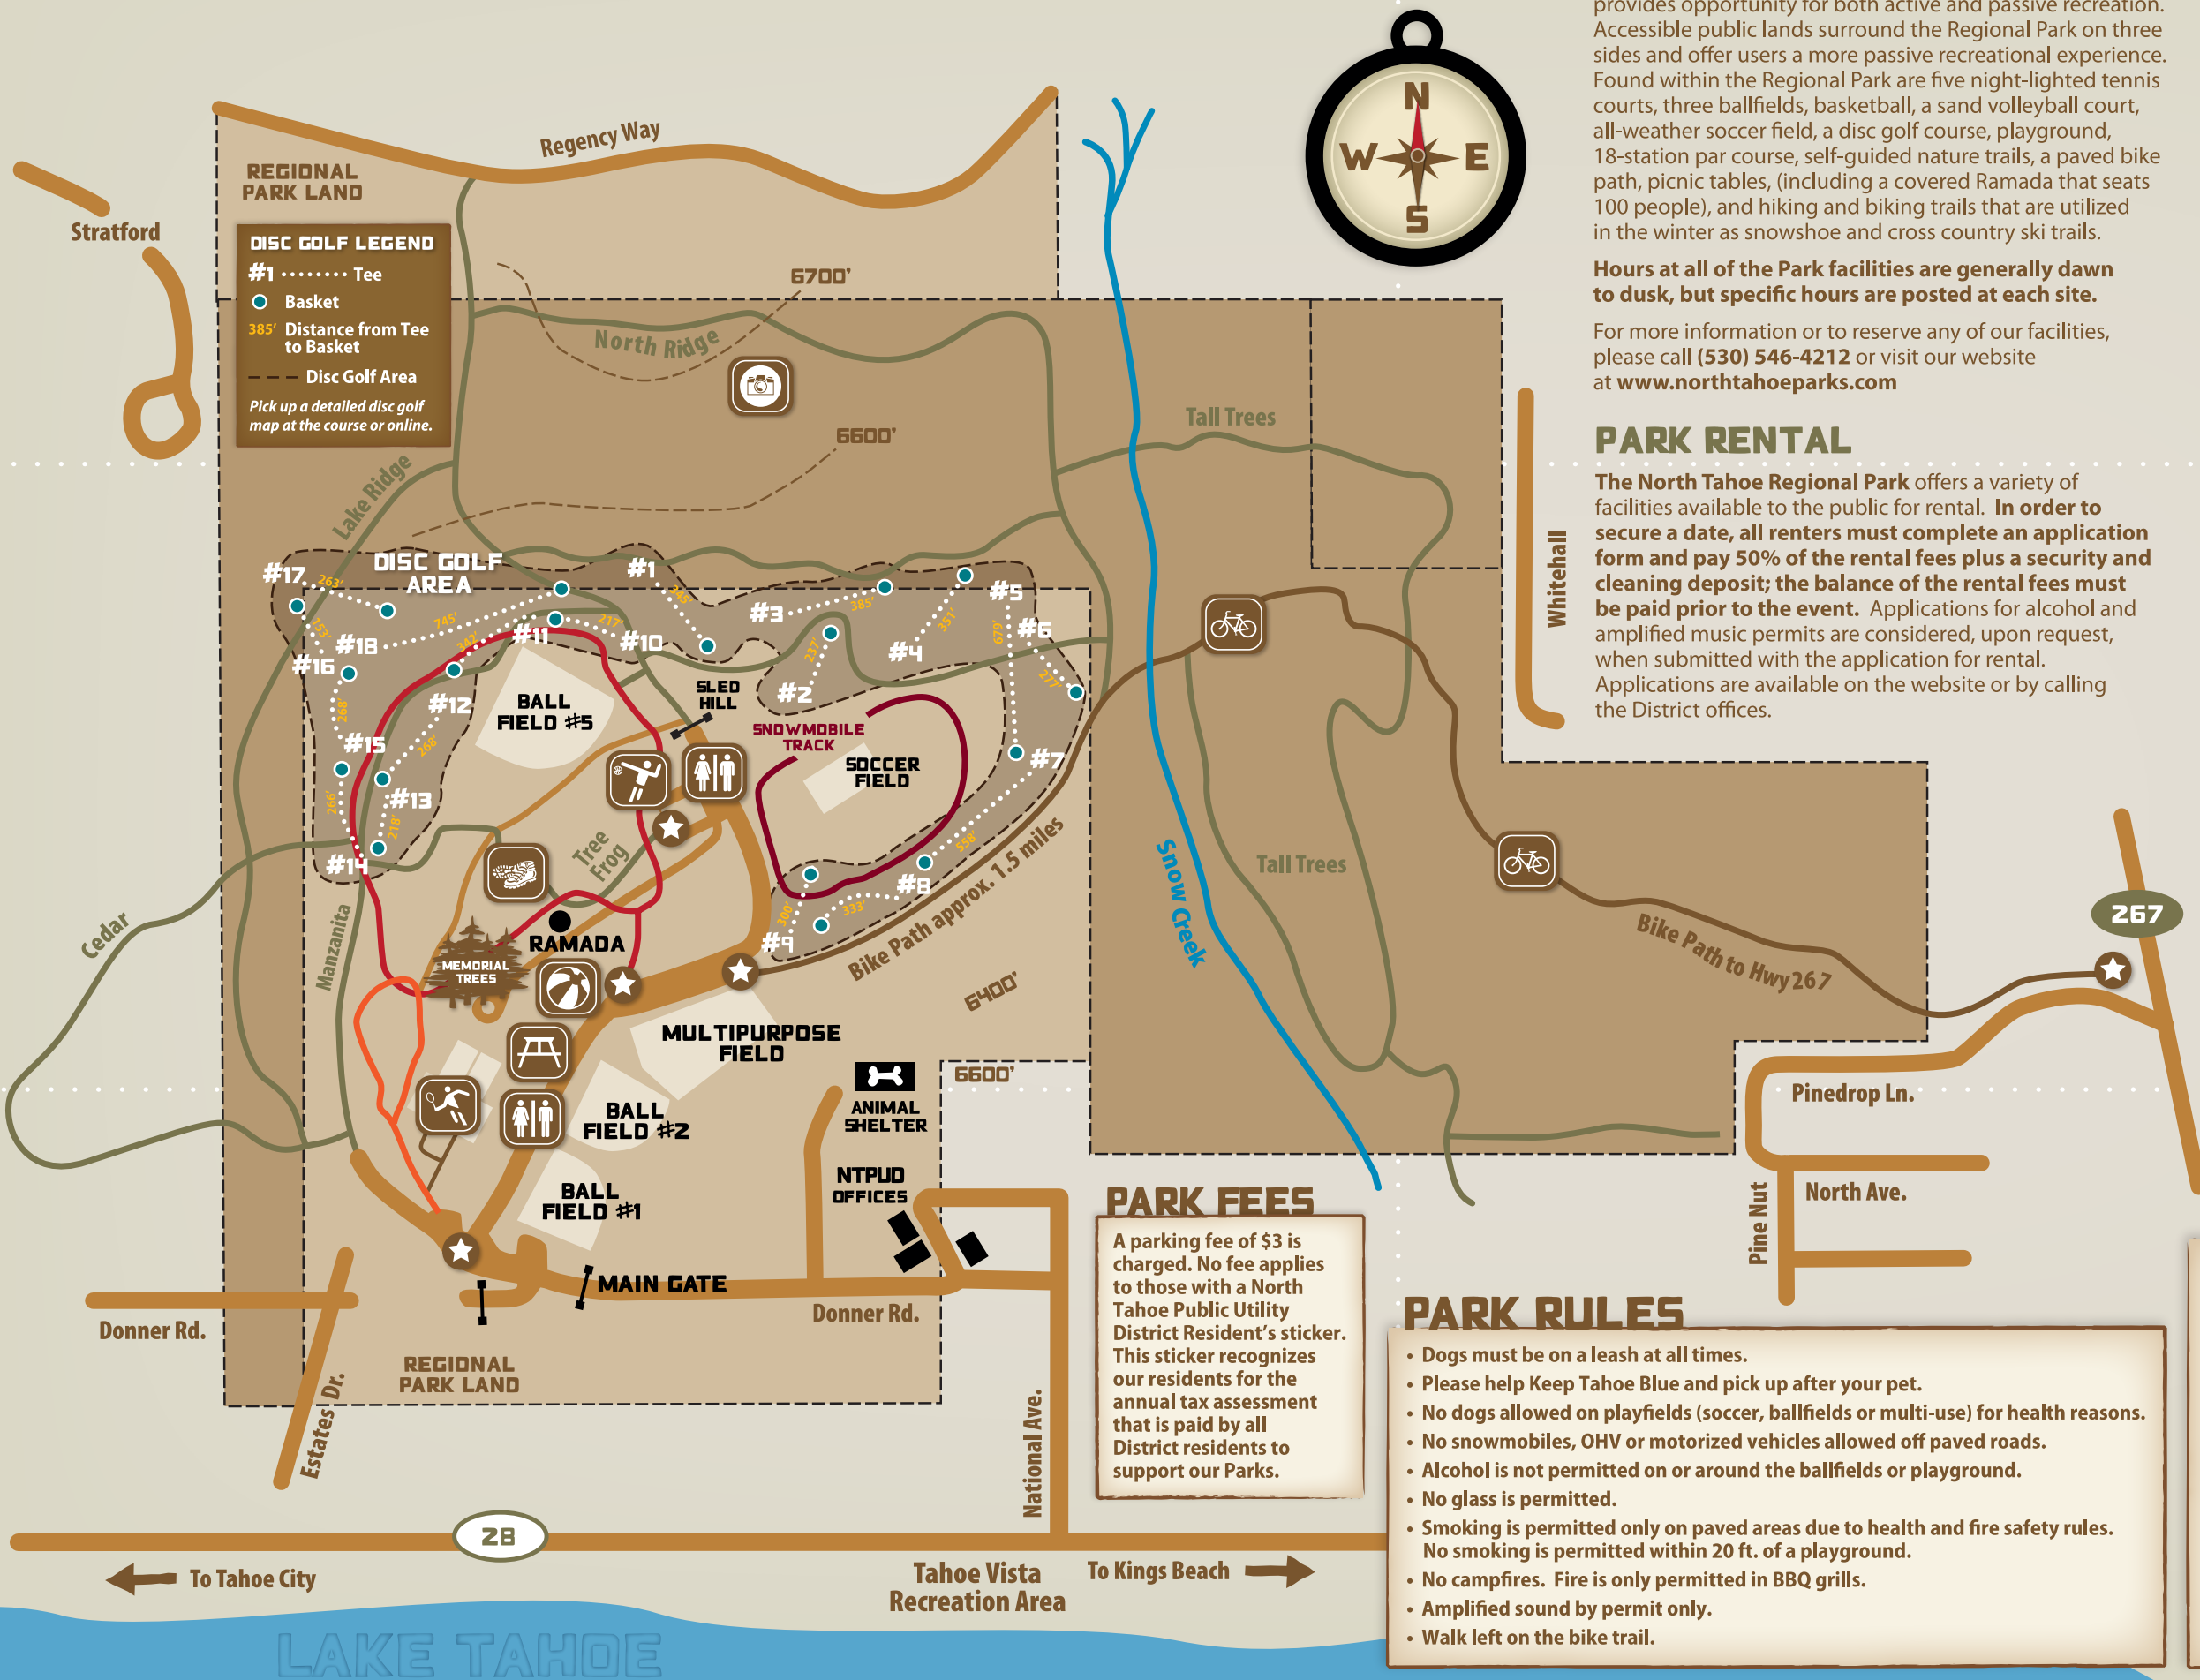 provides opportunity for both active and passive recreation.
Accessible public lands surround the Regional Park on three
sides and offer users a more passive recreational experience.
Found within the Regional Park are five night-lighted tennis
courts, three ballfields, basketball, a sand volleyball court,
all-weather soccer field, a disc golf course, playground,
18-station par course, self-guided nature trails, a paved bike
path, picnic tables, (including a covered Ramada that seats
100 people), and hiking and biking trails that are utilized
in the winter as snowshoe and cross country ski trails.
Hours at all of the Park facilities are generally dawn
to dusk, but specific hours are posted at each site.
For more information or to reserve any of our facilities,
please call (530) 546-4212 or visit our website
at www.northtahoeparks.com
PARK RENTAL
The North Tahoe Regional Park offers a variety of
facilities available to the public for rental. In order to
secure a date, all renters must complete an application
form and pay 50% of the rental fees plus a security and
cleaning deposit; the balance of the rental fees must
be paid prior to the event. Applications for alcohol and
amplified music permits are considered, upon request,
when submitted with the application for rental.
Applications are available on the website or by calling
the District offices.
N
W E
S
Regency Way
REGIONAL
PARK LAND
Stratford
DISC GOLF LEGEND
#1 ........ Tee
Basket
385' Distance from Tee
to Basket
Disc Golf Area
Pick up a detailed disc golf
map at the course or online.
6700'
North Ridge
6600'
Lake Ridge
Tall Trees
Whitehall
DISC GOLF
AREA
#17
263'
#1
345'
#3
385'
351'
#5
679'
#6
277'
745'
342'
#11
217'
#10
153'
#18
#16
237'
#4
#2
268'
#12
#15
268'
BALL
FIELD #5
SLED
HILL
SNOWMOBILE
TRACK
SOCCER
FIELD
#7
266'
#13
218'
#14
Tree
Frog
558'
#8
333'
300'
#9
Bike Path approx. 1.5 miles
Snow Creek
Tall Trees
Bike Path to Hwy 267
267
Cedar
Manzanita
RAMADA
MEMORIAL
TREES
6400'
MULTIPURPOSE
FIELD
6600'
ANIMAL
SHELTER
BALL
FIELD #2
NTPUD
OFFICES
BALL
FIELD #1
Pinedrop Ln.
North Ave.
Pine Nut
MAIN GATE
Donner Rd.
Donner Rd.
Estates Dr.
REGIONAL
PARK LAND
National Ave.
28
To Tahoe City
Tahoe Vista
Recreation Area
To Kings Beach
LAKE TAHOE
PARK FEES
A parking fee of $3 is
charged. No fee applies
to those with a North
Tahoe Public Utility
District Resident's sticker.
This sticker recognizes
our residents for the
annual tax assessment
that is paid by all
District residents to
support our Parks.
PARK RULES
• Dogs must be on a leash at all times.
• Please help Keep Tahoe Blue and pick up after your pet.
• No dogs allowed on playfields (soccer, ballfields or multi-use) for health reasons.
• No snowmobiles, OHV or motorized vehicles allowed off paved roads.
• Alcohol is not permitted on or around the ballfields or playground.
• No glass is permitted.
• Smoking is permitted only on paved areas due to health and fire safety rules.
No smoking is permitted within 20 ft. of a playground.
• No campfires. Fire is only permitted in BBQ grills.
• Amplified sound by permit only.
• Walk left on the bike trail.